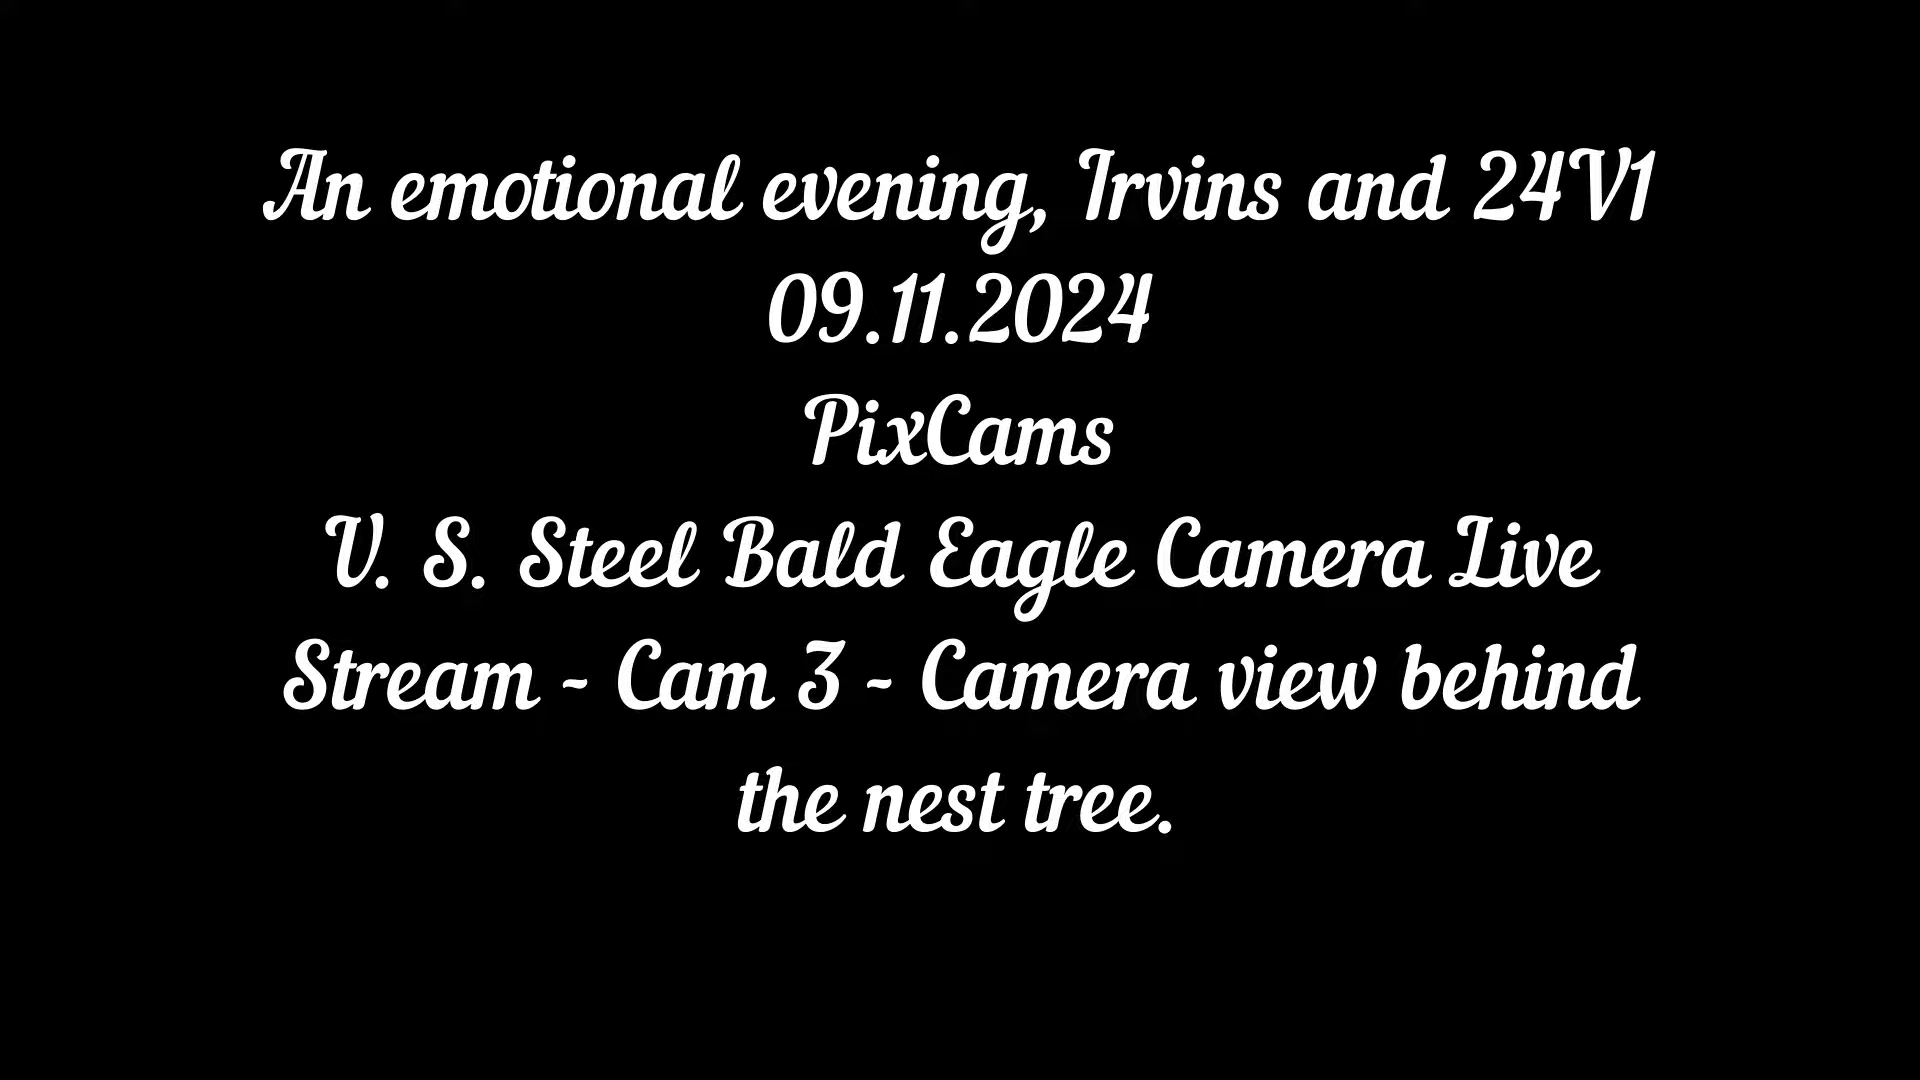 An emotional evening, Irvins and 24V1
09.11.2024
PixCams
U. S. Steel Bald Eagle Camera Live
Stream - Cam 3 - Camera view behind
the nest tree.